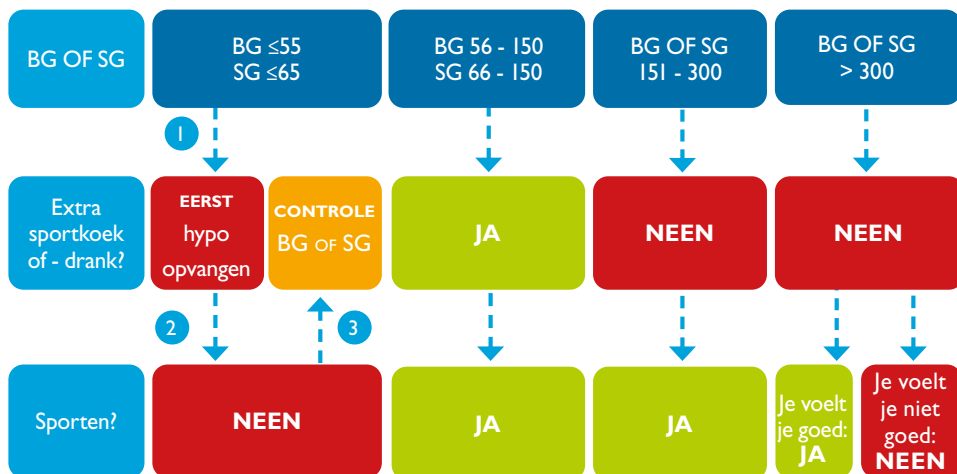 BG OF SG
BG ≤55
SG ≤65
BG 56 - 150
SG 66 - 150
BG OF SG
151 - 300
BG OF SG
> 300
1
Extra
sportkoek
of - drank?
EERST
hypo
opvangen
CONTROLE
BG OF SG
JA
NEEN
NEEN
2
3
Sporten?
NEEN
JA
JA
Je voelt
je goed:
JA
Je voelt
je niet
goed:
NEEN